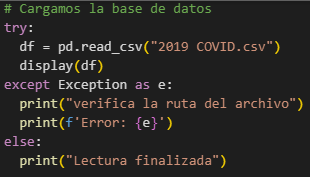 # Cargamos la base de datos
try:
  df = pd.read_csv("2019 COVID.csv")
  display(df)
except Exception as e:
  print("verifica la ruta del archivo")
  print(f'Error: {e}')
else:
  print("Lectura finalizada")